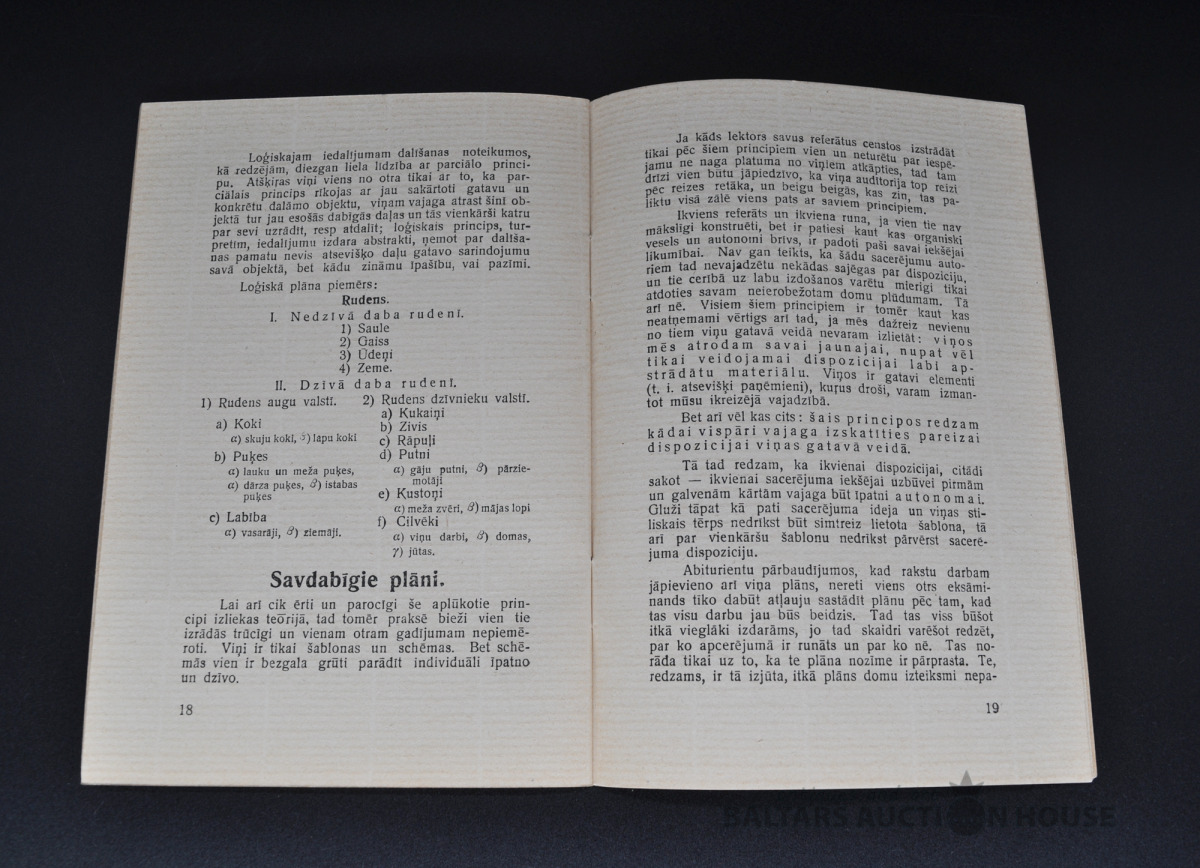 Loģiskajam iedalījumam dalīšanas noteikumos,
kā redzējām, diezgan liela līdzība ar parciālo princi-
pu. Atšķiŗas viņi viens no otra tikai ar to, ka par-
ciālais princips rīkojas ar jau sakārtoti gatavu un
konkrētu dalāmo objektu, viņam vajaga atrast šinī ob-
jektā tur jau esošās dabīgās daļas un tās vienkārši katru
par sevi uzrādīt, resp atdalīt; loģiskais princips, tur-
pretīm, iedalījumu izdara abstrakti, ņemot par dalīša-
nas pamatu nevis atsevišķo daļu gatavo sarindojumu
savā objektā, bet kādu zināmu īpašību, vai pazīmi.
Loģiskā plāna piemērs:
Rudens.
I. Nedzīvā daba rudenī.
1) Saule
2) Gaiss
3) Ūdeņi
4) Zeme.
II. Dzīvā daba rudenī.
1) Rudens augu valstī.
a) Koki
α) skuju koki, β) lapu koki
b) Puķes
α) lauku un meža puķes,
α) dārza puķes, β) istabas
puķes
c) Labība
α) vasarāji, β) ziemāji.
2) Rudens dzīvnieku valstī.
a) Kukaiņi
b) Zivis
c) Rāpuļi
d) Putni
α) gāju putni, β) pārzie-
motāji
e) Kustoņi
α) meža zvēri, β) mājas lopi
f) Cilvēki
α) viņu darbi, β) domas,
γ) jūtas.
Savdabīgie plāni.
Lai arī cik ērti un parocīgi še aplūkotie prin-
cipi izliekas teōrijā, tad tomēr praksē bieži vien tie
izrādās trūcīgi un vienam otram gadījumam nepiemē-
roti. Viņi ir tikai šablonas un schēmas. Bet schē-
mās vien ir bezgala grūti parādīt individuāli īpatno
un dzīvo.
18
Ja kāds lektors savus referātus censtos izstrādāt
tikai pēc šiem principiem vien un neturētu par iespē-
jamu ne naga platuma no viņiem atkāpties, tad tam
drīzi vien būtu jāpiedzīvo, ka viņa auditorija top reizi
pēc reizes retāka, un beigu beigās, kas zin, tas pa-
liktu visā zālē viens pats ar saviem principiem.
Ikviens referāts un ikviena runa, ja vien tie nav
mākslīgi konstruēti, bet ir patiesi kaut kas organiski
vesels un autonomi brīvs, ir padoti paši savai iekšējai
likumībai. Nav gan teikts, ka šādu sacerējumu auto-
riem tad nevajadzētu nekādas sajēgas par dispoziciju,
un tie cerībā uz labu izdošanos varētu mierīgi tikai
atdoties savam neierobežotam domu plūdumam. Tā
arī nē. Visiem šiem principiem ir tomēr kaut kas
neatņemami vērtīgs arī tad, ja mēs dažreiz nevienu
no tiem viņu gatavā veidā nevaram izlietāt: viņos
mēs atrodam savai jaunajai, nupat vēl
tikai veidojamai dispozicijai labi ap-
strādātu materiālu. Viņos ir gatavi elementi
(t. i. atsevišķi paņēmieni), kuŗus droši, varam izman-
tot mūsu ikreizējā vajadzībā.
Bet arī vēl kas cits: šais principos redzam
kādai vispāri vajaga izskatīties pareizai
dispozicijai viņas gatavā veidā.
Tā tad redzam, ka ikvienai dispozicijai, citādi
sakot — ikvienai sacerējuma iekšējai uzbūvei pirmām
un galvenām kārtām vajaga būt īpatni autonomai.
Gluži tāpat kā pati sacerējuma ideja un viņas sti-
liskais tērps nedrīkst būt simtreiz lietota šablona, tā
arī par vienkāršu šablonu nedrīkst pārvērst sacerē-
juma dispoziciju.
Abiturientu pārbaudījumos, kad rakstu darbam
jāpievieno arī viņa plāns, nereti viens otrs eksāmi-
nands tīko dabūt atļauju sastādīt plānu pēc tam, kad
tas visu darbu jau būs beidzis. Tad tas viss būšot
itkā vieglāki izdarāms, jo tad skaidri varēšot redzēt,
par ko apcerējumā ir runāts un par ko nē. Tas no-
rāda tikai uz to, ka te plāna nozīme ir pārprasta. Te,
redzams, ir tā izjūta, itkā plāns domu izteiksmi nepa-
19
BALTARS AUCTION HOUSE